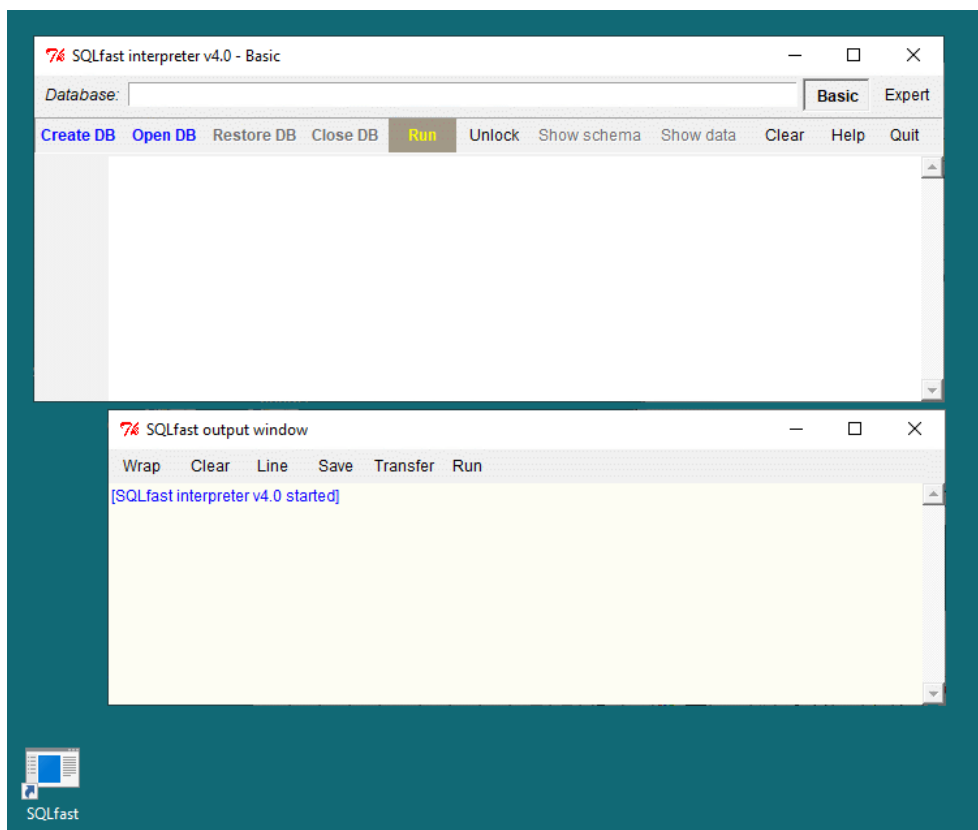 SQLfast interpreter v4.0 - Basic
Database: Basic Expert
Create DB Open DB Restore DB Close DB Run Unlock Show schema Show data Clear Help Quit
SQLfast output window
Wrap Clear Line Save Transfer Run
[SQLfast interpreter v4.0 started]
SQLfast